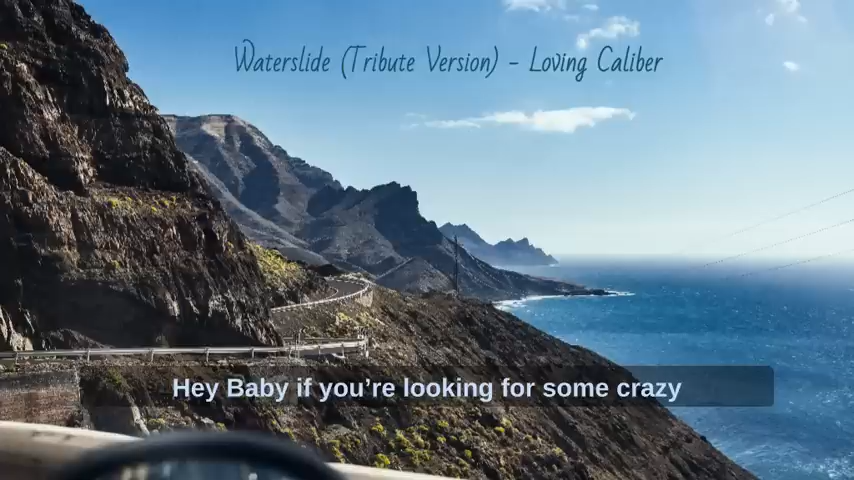 Waterslide (Tribute Version) - Loving Caliber
Hey Baby if you’re looking for some crazy